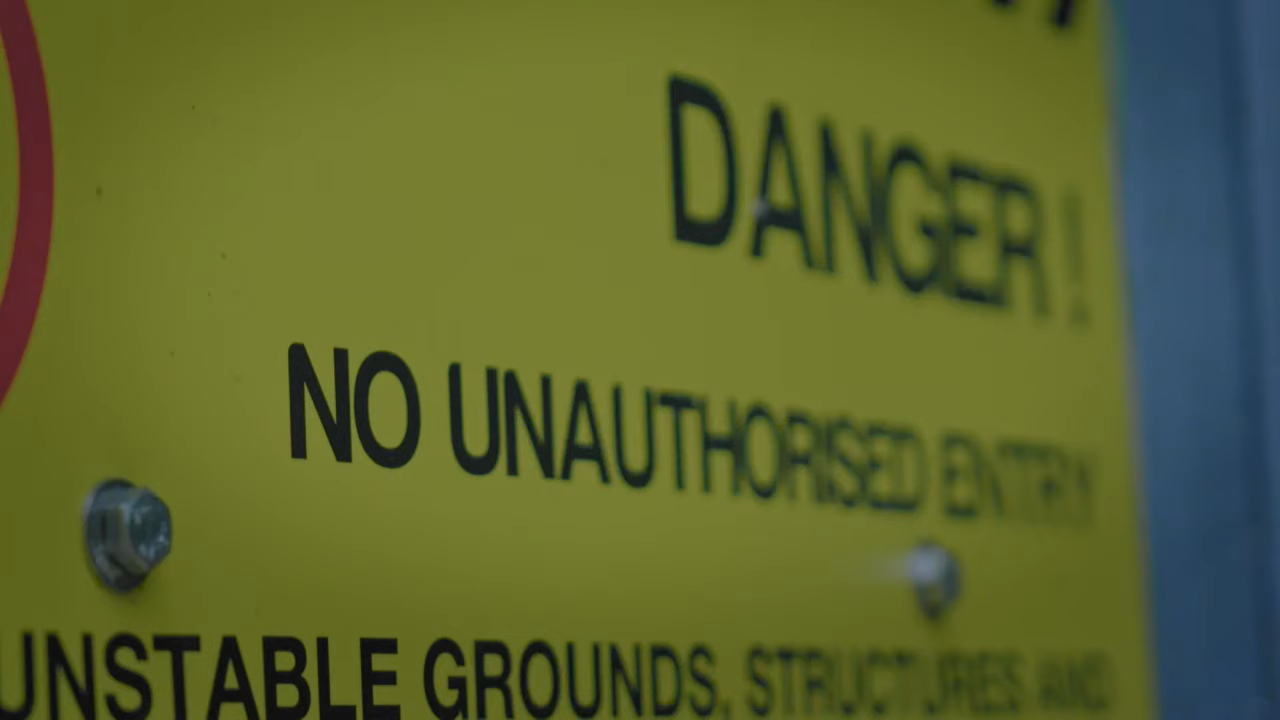 DANGER !
NO UNAUTHORISED ENTRY
UNSTABLE GROUNDS, STRUCTURES AND